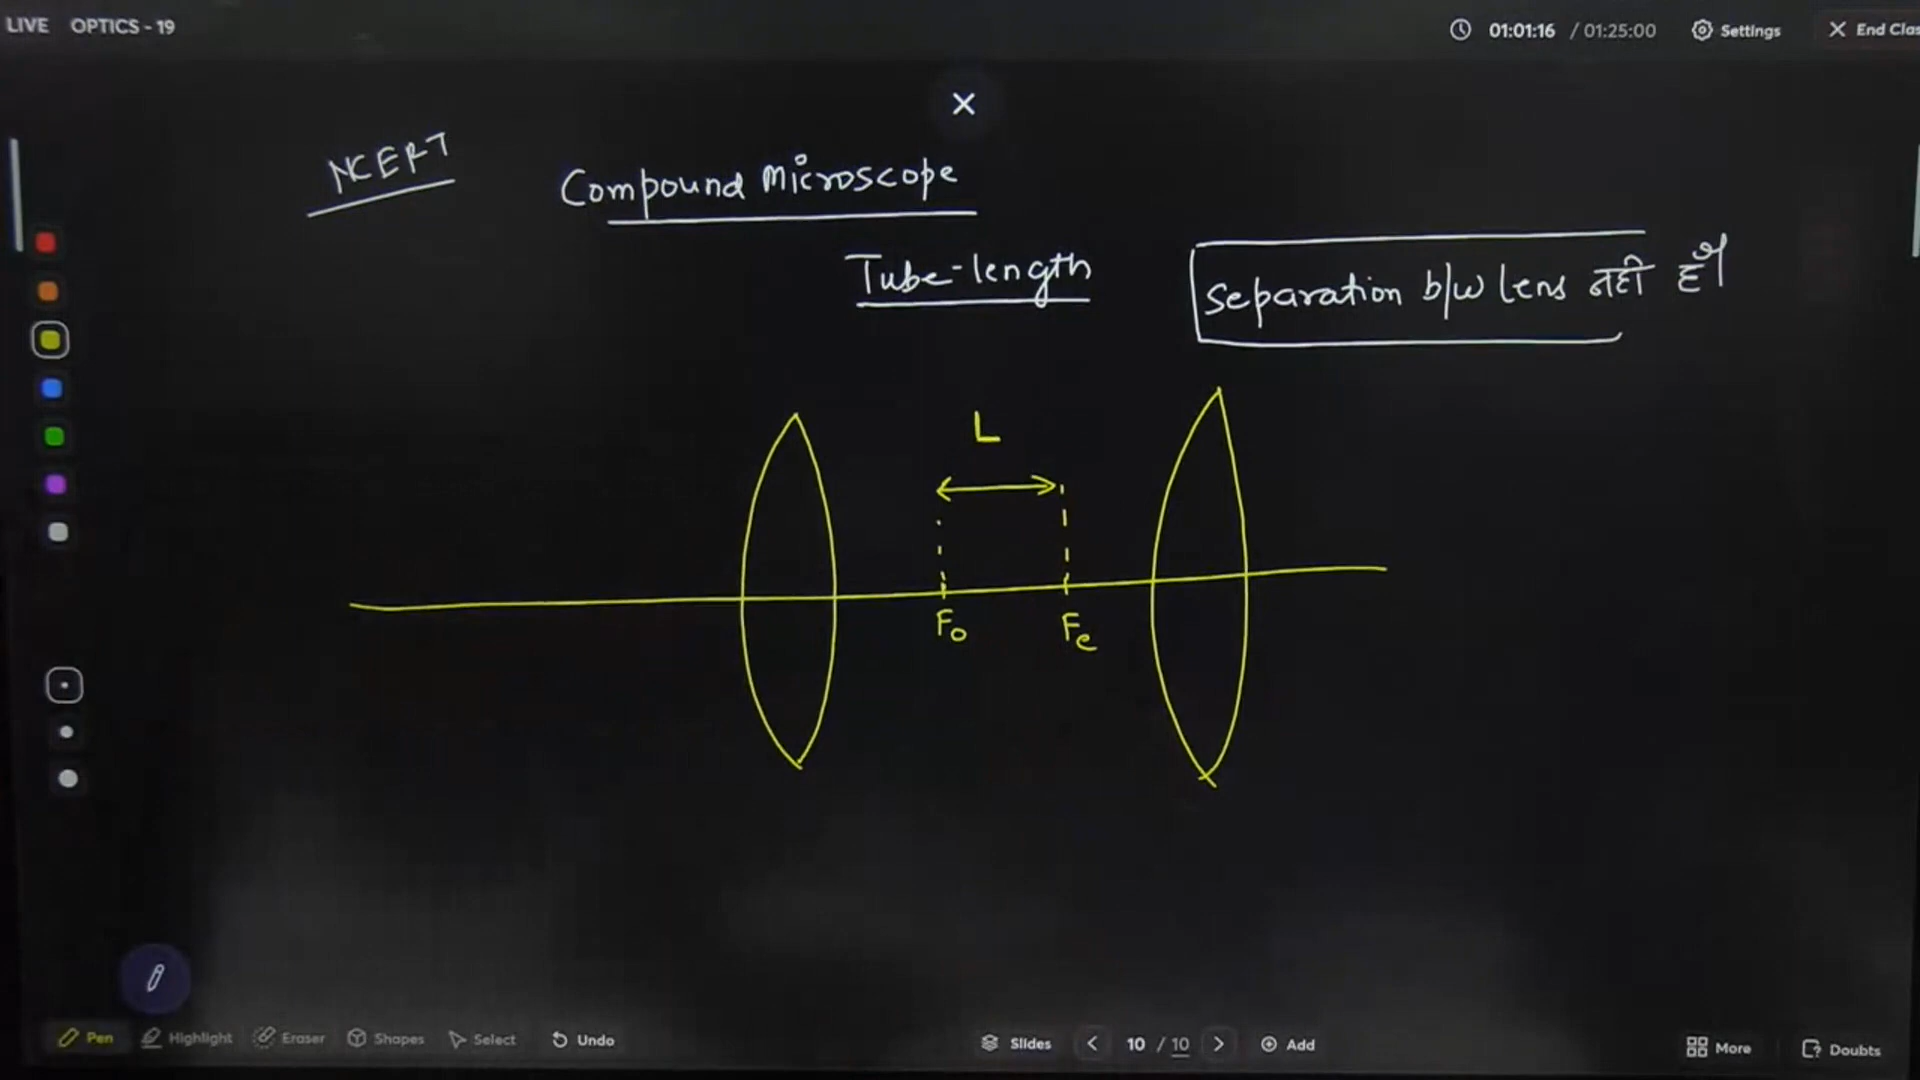 LIVE OPTICS - 19
01:01:16 / 01:25:00 Settings End Clas
NCERT
Compound Microscope
Tube-length
Separation b/w Lens नहीं है
L
Fo Fe
Pen Highlight Eraser Shapes Select Undo
Slides 10 / 10 Add
More Doubts